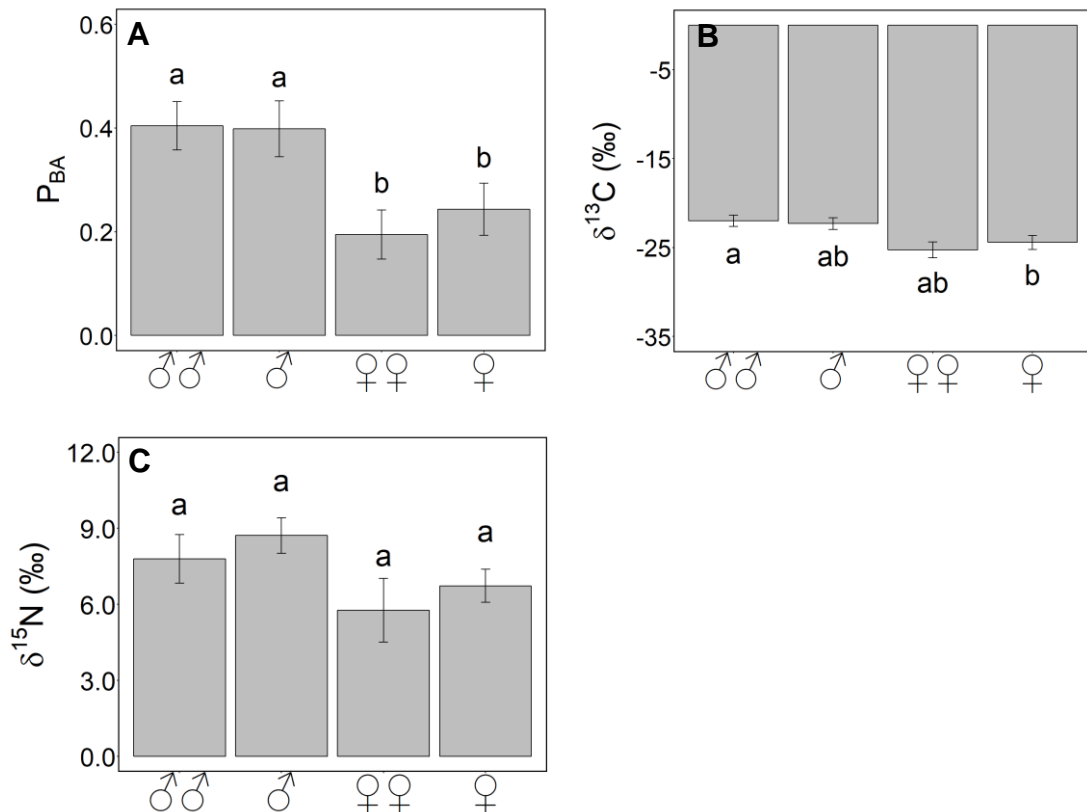 A
P_BA
0.6
0.4
0.2
0.0
a
a
b
b
♂♂ ♂ ♀♀ ♀
B
δ¹³C (‰)
-5
-15
-25
-35
a
ab
ab
b
♂♂ ♂ ♀♀ ♀
C
δ¹⁵N (‰)
12.0
9.0
6.0
3.0
0.0
a
a
a
a
♂♂ ♂ ♀♀ ♀